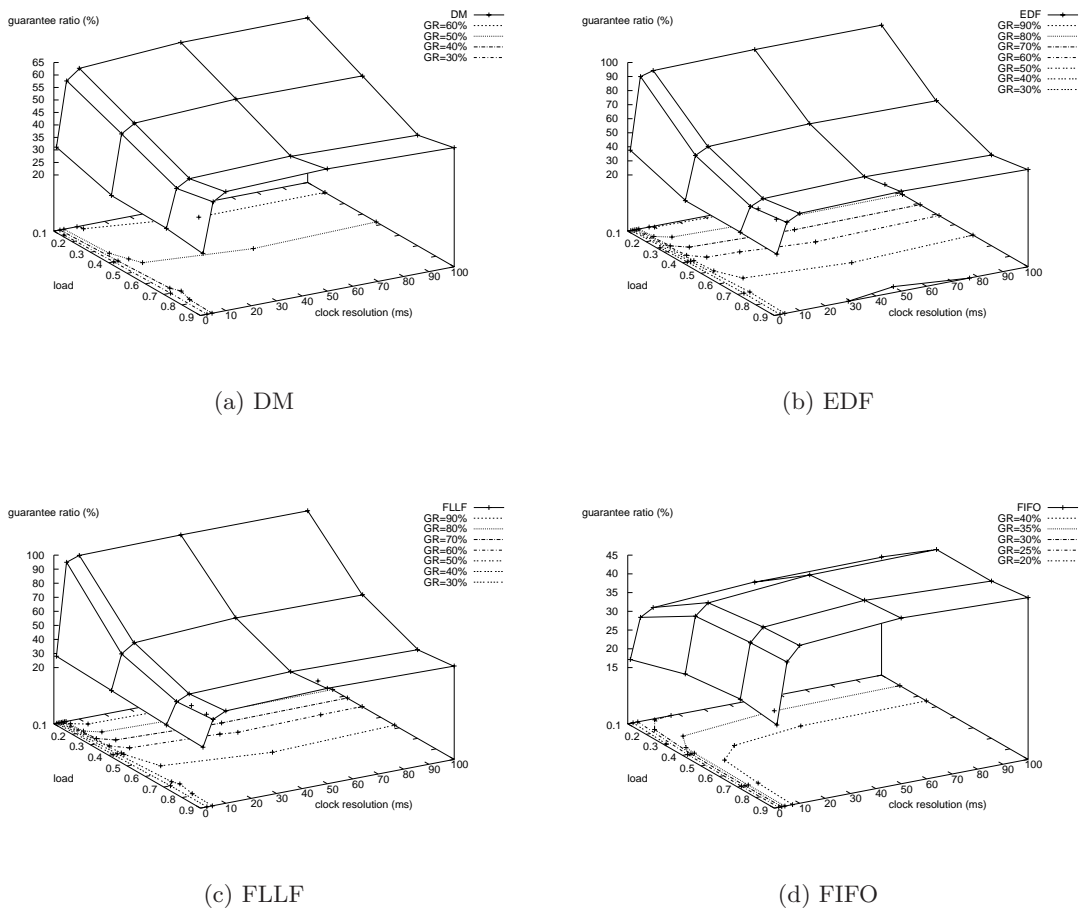 guarantee ratio (%)
DM
GR=60%
GR=50%
GR=40%
GR=30%
65
60
55
50
45
40
35
30
25
20
0.1
0.2
0.3
0.4
0.5
0.6
0.7
0.8
0.9
load
0
10
20
30
40
50
60
70
80
90
100
clock resolution (ms)
(a) DM
guarantee ratio (%)
EDF
GR=90%
GR=80%
GR=70%
GR=60%
GR=50%
GR=40%
GR=30%
100
90
80
70
60
50
40
30
20
0.1
0.2
0.3
0.4
0.5
0.6
0.7
0.8
0.9
load
0
10
20
30
40
50
60
70
80
90
100
clock resolution (ms)
(b) EDF
guarantee ratio (%)
FLLF
GR=90%
GR=80%
GR=70%
GR=60%
GR=50%
GR=40%
GR=30%
100
90
80
70
60
50
40
30
20
0.1
0.2
0.3
0.4
0.5
0.6
0.7
0.8
0.9
load
0
10
20
30
40
50
60
70
80
90
100
clock resolution (ms)
(c) FLLF
guarantee ratio (%)
FIFO
GR=40%
GR=35%
GR=30%
GR=25%
GR=20%
45
40
35
30
25
20
15
0.1
0.2
0.3
0.4
0.5
0.6
0.7
0.8
0.9
load
0
10
20
30
40
50
60
70
80
90
100
clock resolution (ms)
(d) FIFO